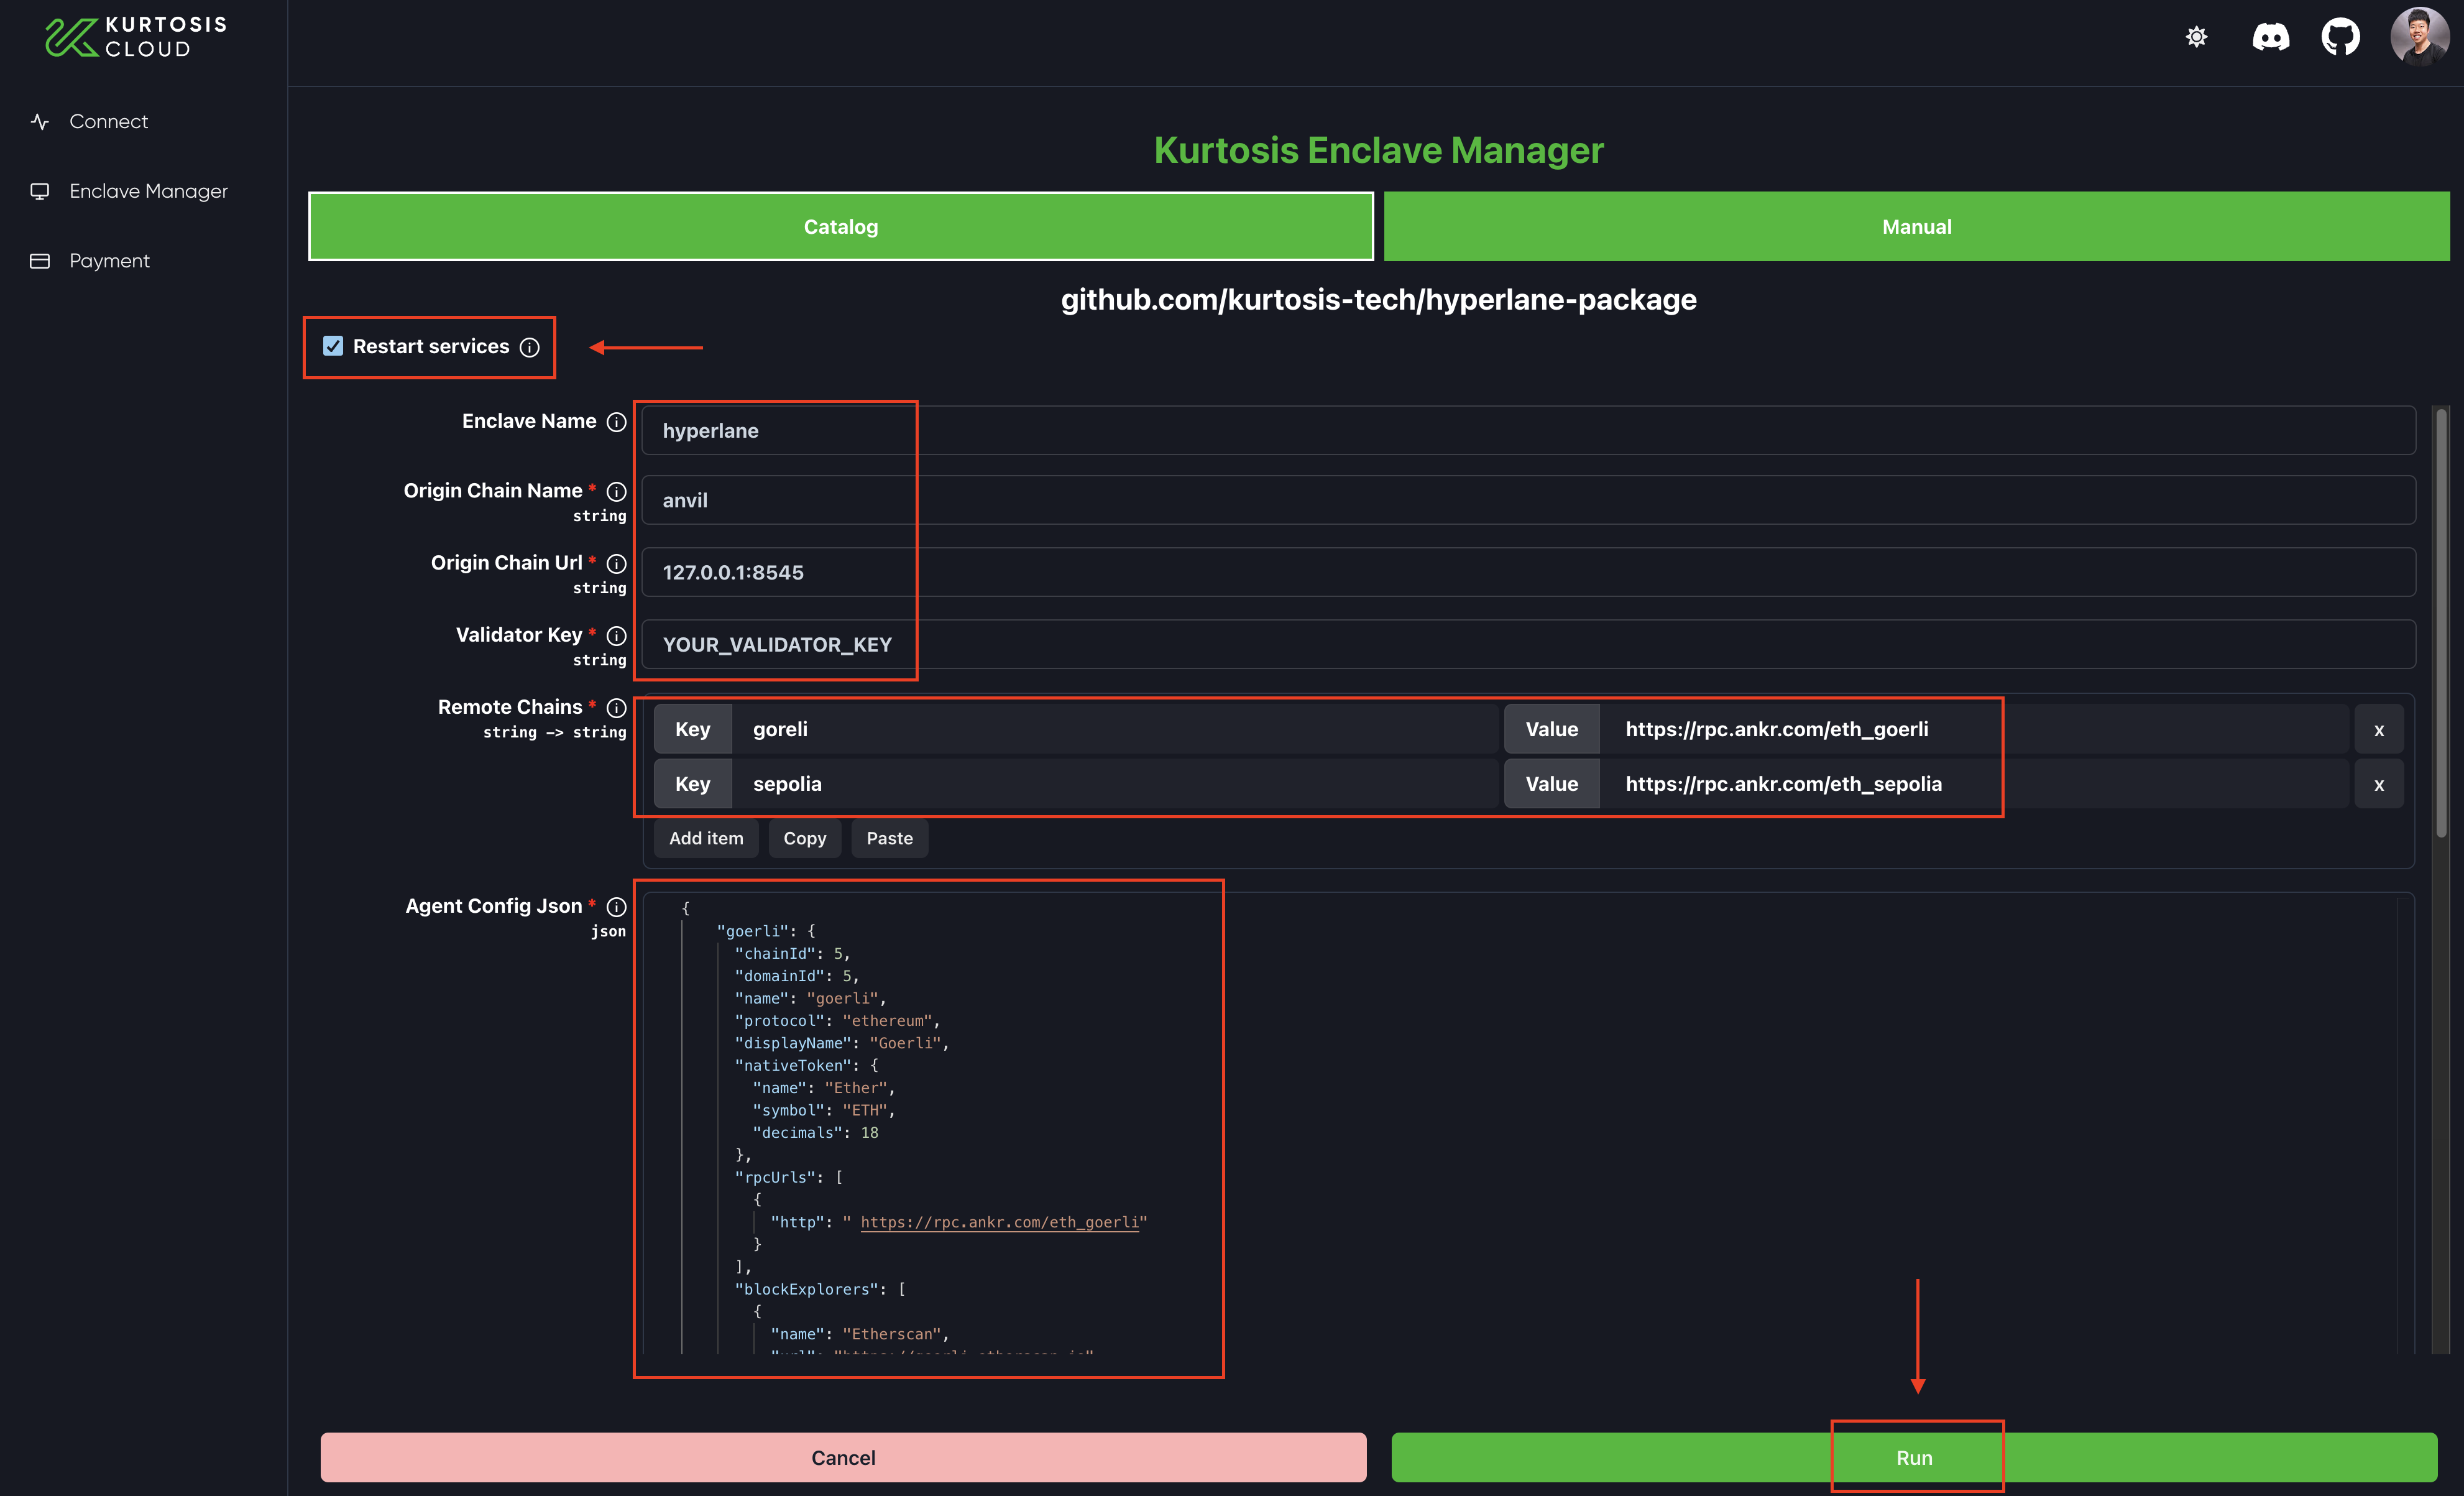 KURTOSIS
CLOUD
Connect
Enclave Manager
Payment
Kurtosis Enclave Manager
Catalog
Manual
github.com/kurtosis-tech/hyperlane-package
Restart services
Enclave Name
hyperlane
Origin Chain Name *
string
anvil
Origin Chain Url *
string
127.0.0.1:8545
Validator Key *
string
YOUR_VALIDATOR_KEY
Remote Chains *
string -> string
Key goreli Value https://rpc.ankr.com/eth_goerli x
Key sepolia Value https://rpc.ankr.com/eth_sepolia x
Add item Copy Paste
Agent Config Json *
json
{
"goerli": {
"chainId": 5,
"domainId": 5,
"name": "goerli",
"protocol": "ethereum",
"displayName": "Goerli",
"nativeToken": {
"name": "Ether",
"symbol": "ETH",
"decimals": 18
},
"rpcUrls": [
{
"http": " https://rpc.ankr.com/eth_goerli"
}
],
"blockExplorers": [
{
"name": "Etherscan",
"url": "https://goerli.etherscan.io"
Cancel
Run